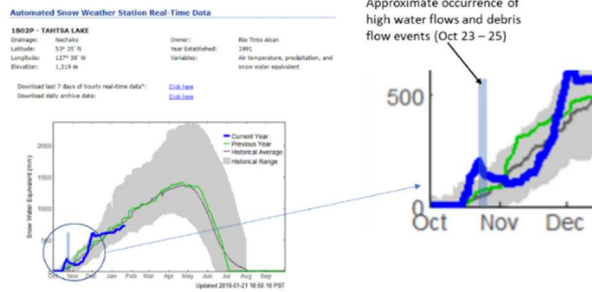 Automated Snow Weather Station Real-Time Data
1B02P - TAHTSA LAKE
Drainage: Nechako Owner: Rio Tinto Alcan
Latitude: 53° 35' N Year Established: 1991
Longitude: 127° 38' W Variables: Air temperature, precipitation, and
Elevation: 1,319 m snow water equivalent
Download last 7 days of hourly real-time data*: Click here
Download daily archive data: Click here
Approximate occurrence of
high water flows and debris
flow events (Oct 23 – 25)
Current Year
Previous Year
Historical Average
Historical Range
Snow Water Equivalent (mm)
2000
1500
1000
500
0
Oct Nov Dec Jan Feb Mar Apr May Jun Jul Aug Sep
Updated 2018-01-21 18:58:18 PST
500
0
Oct Nov Dec